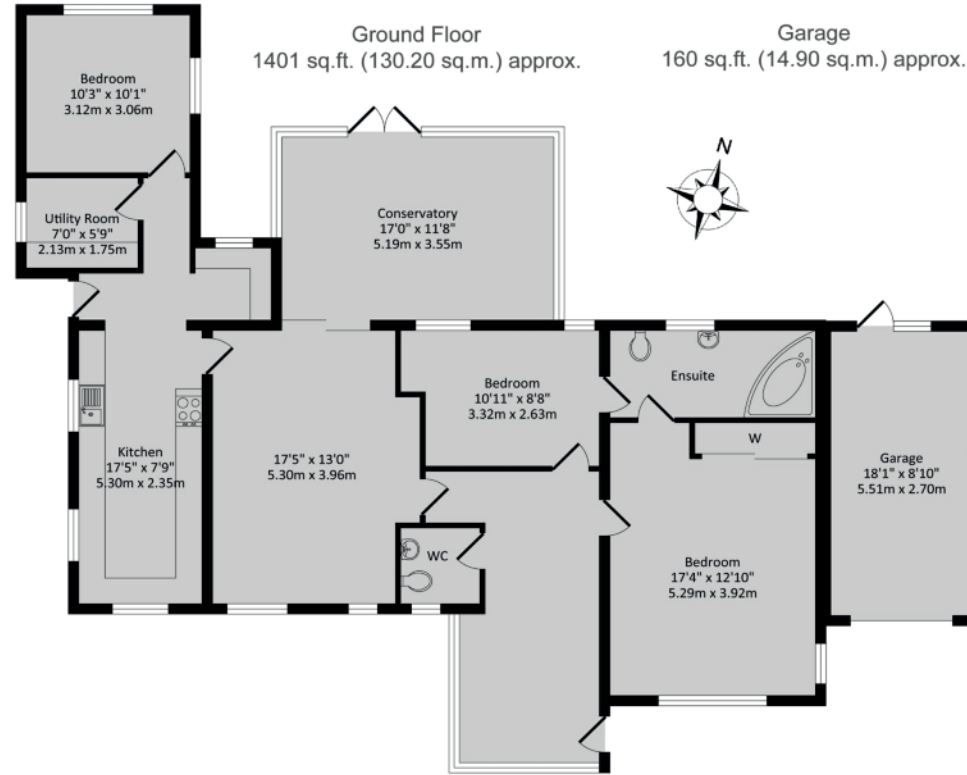 Ground Floor
1401 sq.ft. (130.20 sq.m.) approx.
Garage
160 sq.ft. (14.90 sq.m.) approx.
N
Bedroom
10'3" x 10'1"
3.12m x 3.06m
Utility Room
7'0" x 5'9"
2.13m x 1.75m
Conservatory
17'0" x 11'8"
5.19m x 3.55m
Kitchen
17'5" x 7'9"
5.30m x 2.35m
17'5" x 13'0"
5.30m x 3.96m
Bedroom
10'11" x 8'8"
3.32m x 2.63m
Ensuite
W
WC
Bedroom
17'4" x 12'10"
5.29m x 3.92m
Garage
18'1" x 8'10"
5.51m x 2.70m